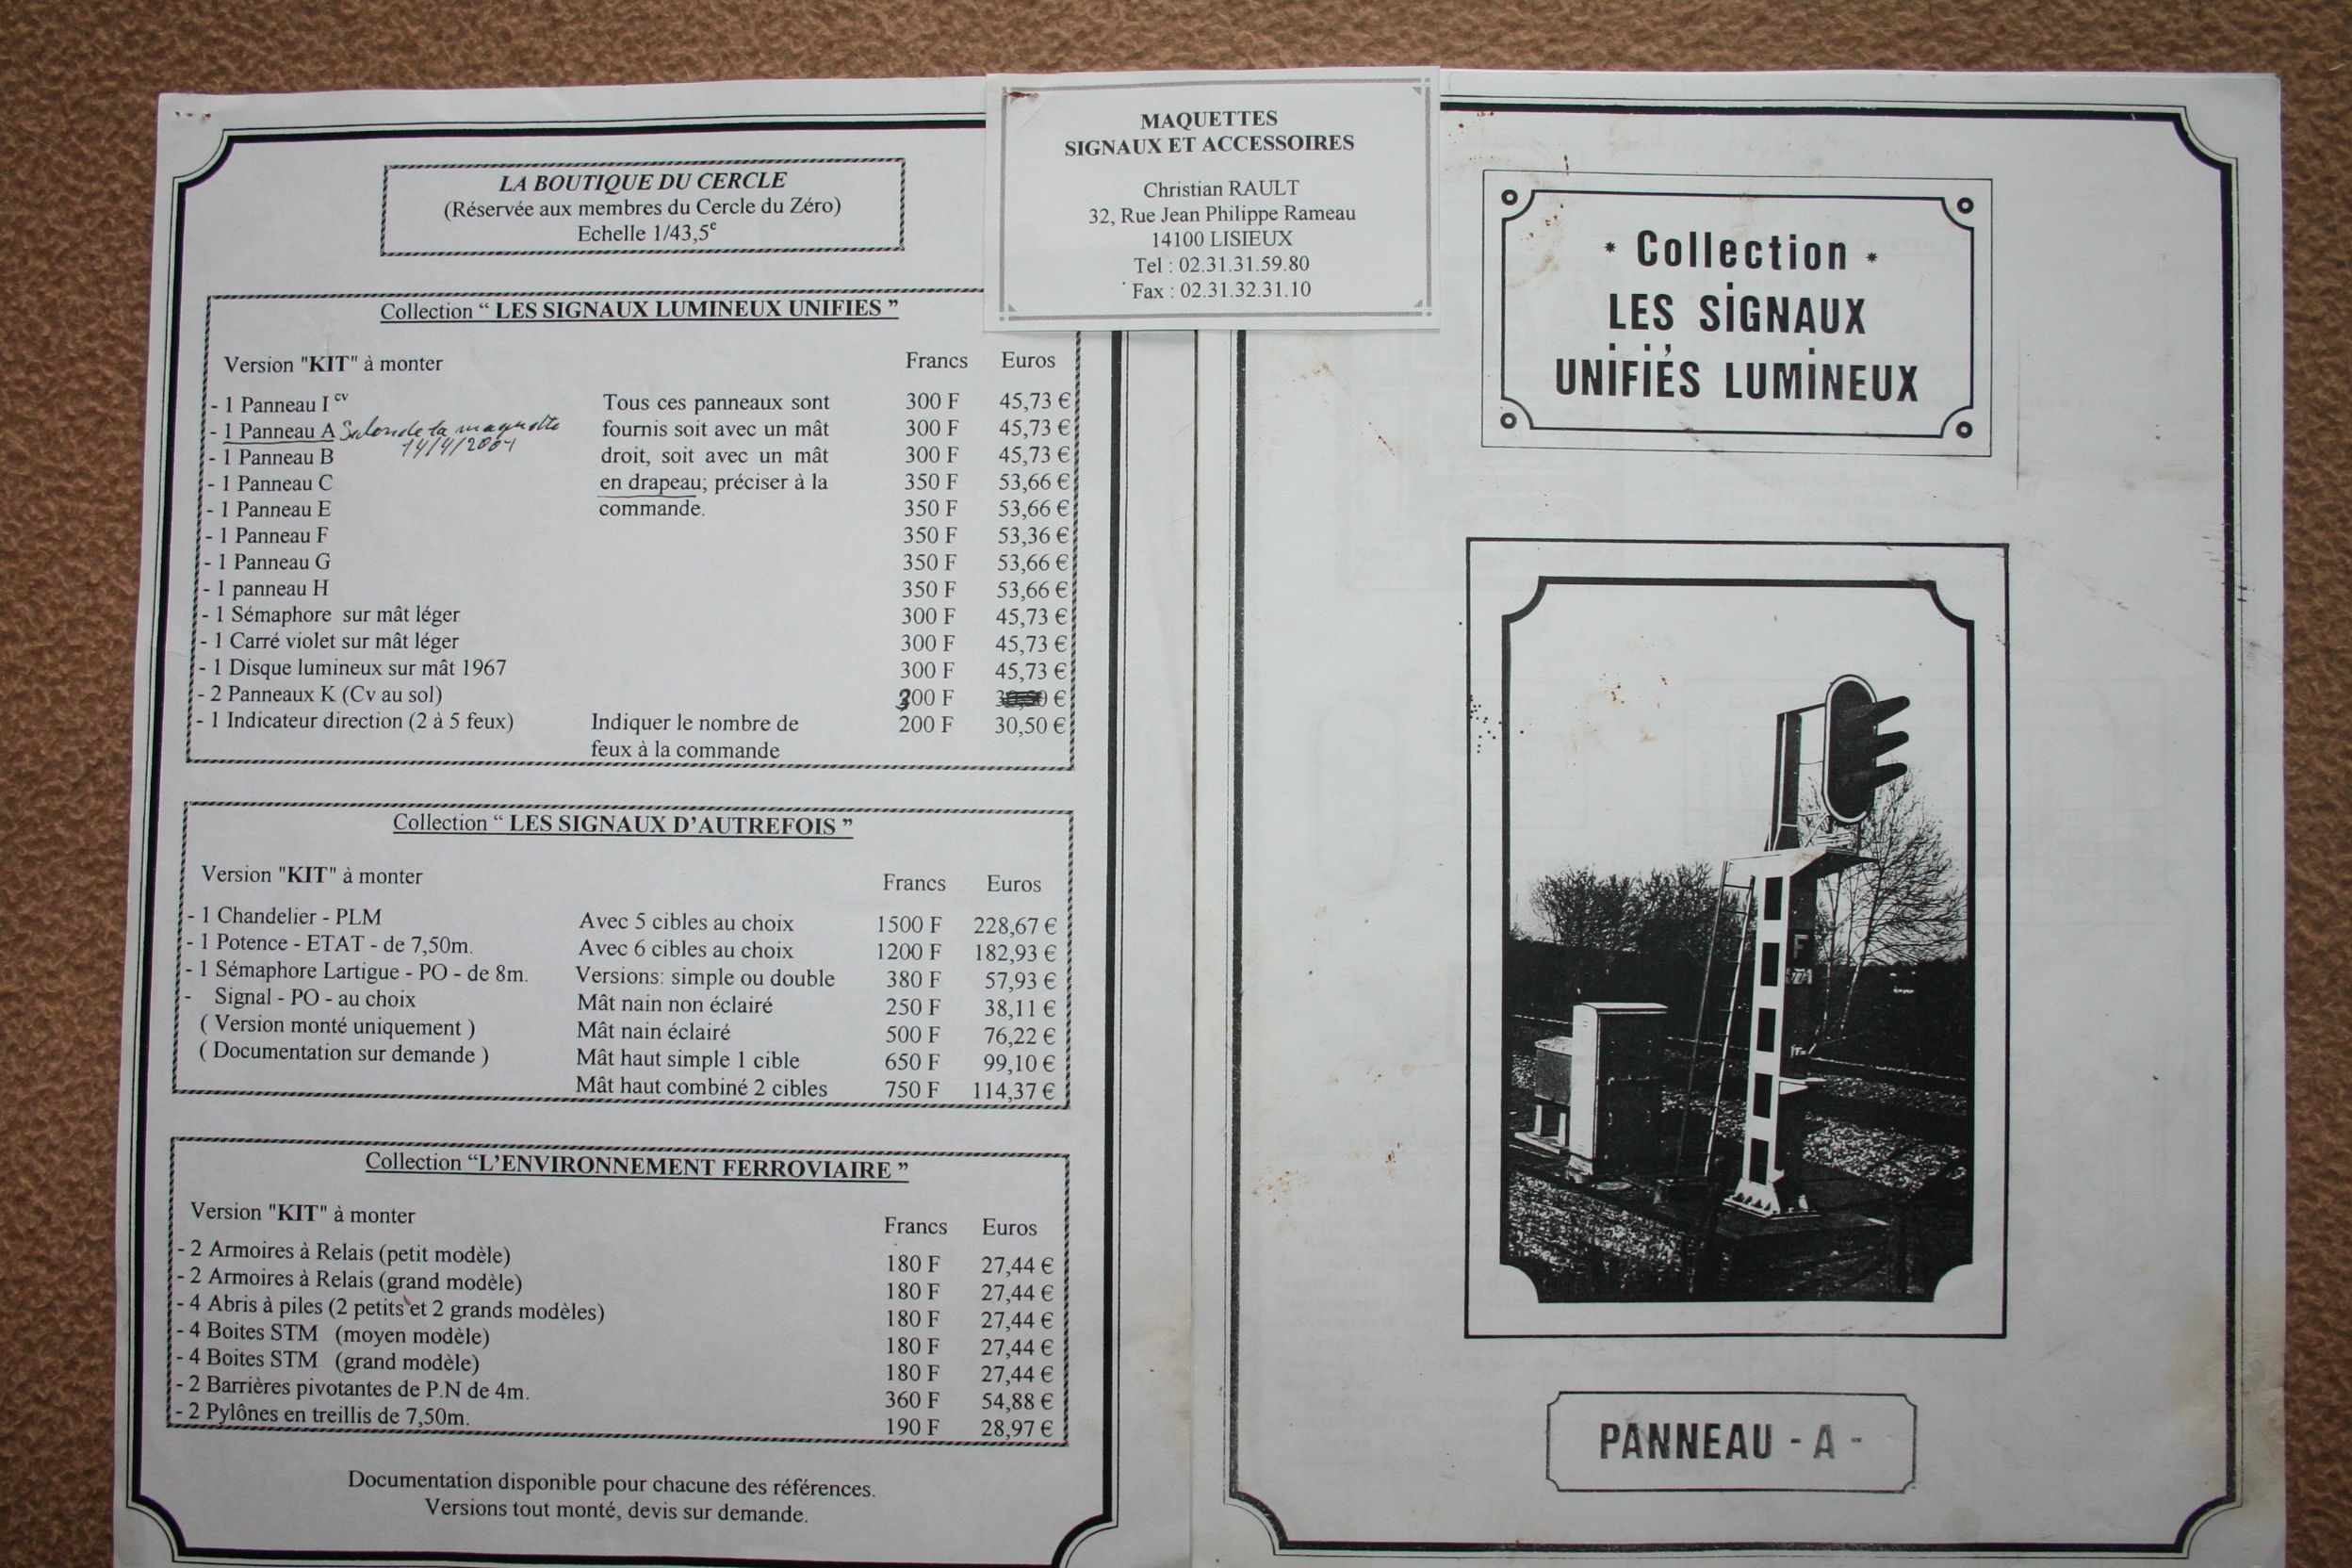 LA BOUTIQUE DU CERCLE
(Réservée aux membres du Cercle du Zéro)
Echelle 1/43,5e
Collection “ LES SIGNAUX LUMINEUX UNIFIES ”
Version "KIT" à monter Francs Euros
- 1 Panneau I cv Tous ces panneaux sont 300 F 45,73 €
- 1 Panneau A Salon de la maquette fournis soit avec un mât 300 F 45,73 €
14/4/2001
- 1 Panneau B droit, soit avec un mât 300 F 45,73 €
- 1 Panneau C en drapeau; préciser à la 350 F 53,66 €
- 1 Panneau E commande. 350 F 53,66 €
- 1 Panneau F 350 F 53,36 €
- 1 Panneau G 350 F 53,66 €
- 1 panneau H 350 F 53,66 €
- 1 Sémaphore sur mât léger 300 F 45,73 €
- 1 Carré violet sur mât léger 300 F 45,73 €
- 1 Disque lumineux sur mât 1967 300 F 45,73 €
- 2 Panneaux K (Cv au sol) 300 F €
- 1 Indicateur direction (2 à 5 feux) Indiquer le nombre de 200 F 30,50 €
feux à la commande
Collection “ LES SIGNAUX D'AUTREFOIS ”
Version "KIT" à monter Francs Euros
- 1 Chandelier - PLM Avec 5 cibles au choix 1500 F 228,67 €
- 1 Potence - ETAT - de 7,50m. Avec 6 cibles au choix 1200 F 182,93 €
- 1 Sémaphore Lartigue - PO - de 8m. Versions: simple ou double 380 F 57,93 €
- Signal - PO - au choix Mât nain non éclairé 250 F 38,11 €
( Version monté uniquement ) Mât nain éclairé 500 F 76,22 €
( Documentation sur demande ) Mât haut simple 1 cible 650 F 99,10 €
Mât haut combiné 2 cibles 750 F 114,37 €
Collection “L'ENVIRONNEMENT FERROVIAIRE ”
Version "KIT" à monter Francs Euros
- 2 Armoires à Relais (petit modèle) 180 F 27,44 €
- 2 Armoires à Relais (grand modèle) 180 F 27,44 €
- 4 Abris à piles (2 petits et 2 grands modèles) 180 F 27,44 €
- 4 Boites STM (moyen modèle) 180 F 27,44 €
- 4 Boites STM (grand modèle) 180 F 27,44 €
- 2 Barrières pivotantes de P.N de 4m. 360 F 54,88 €
- 2 Pylônes en treillis de 7,50m. 190 F 28,97 €
Documentation disponible pour chacune des références.
Versions tout monté, devis sur demande.
MAQUETTES
SIGNAUX ET ACCESSOIRES
Christian RAULT
32, Rue Jean Philippe Rameau
14100 LISIEUX
Tel : 02.31.31.59.80
Fax : 02.31.32.31.10
* Collection *
LES SIGNAUX
UNIFIÉS LUMINEUX
F
PANNEAU - A -